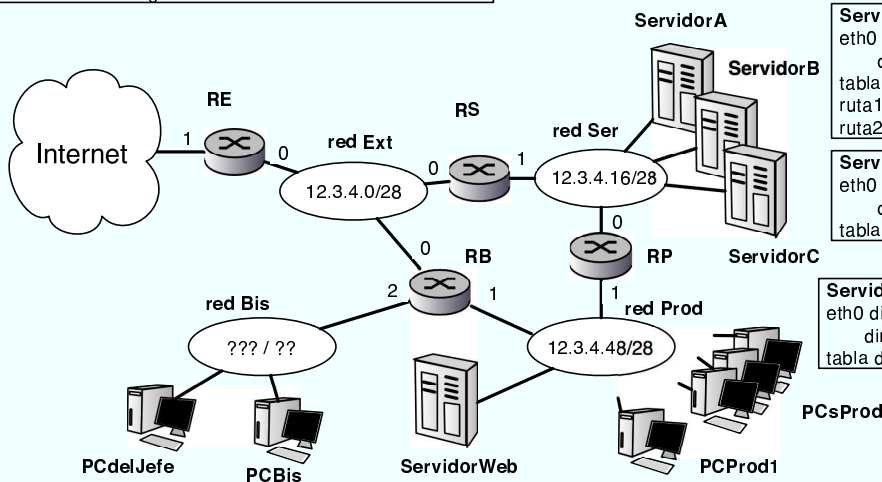 ServidorA
ServidorB
RE
RS
red Ser
1
Internet
0
red Ext
0
1
12.3.4.0/28
12.3.4.16/28
0
0
RB
RP
ServidorC
2
1
1
red Bis
red Prod
??? / ??
12.3.4.48/28
PCsProd
PCdelJefe
PCBis
ServidorWeb
PCProd1
Serv
eth0
tabla
ruta1
ruta2
Serv
eth0
tabla
Servid
eth0 di
dir
tabla d